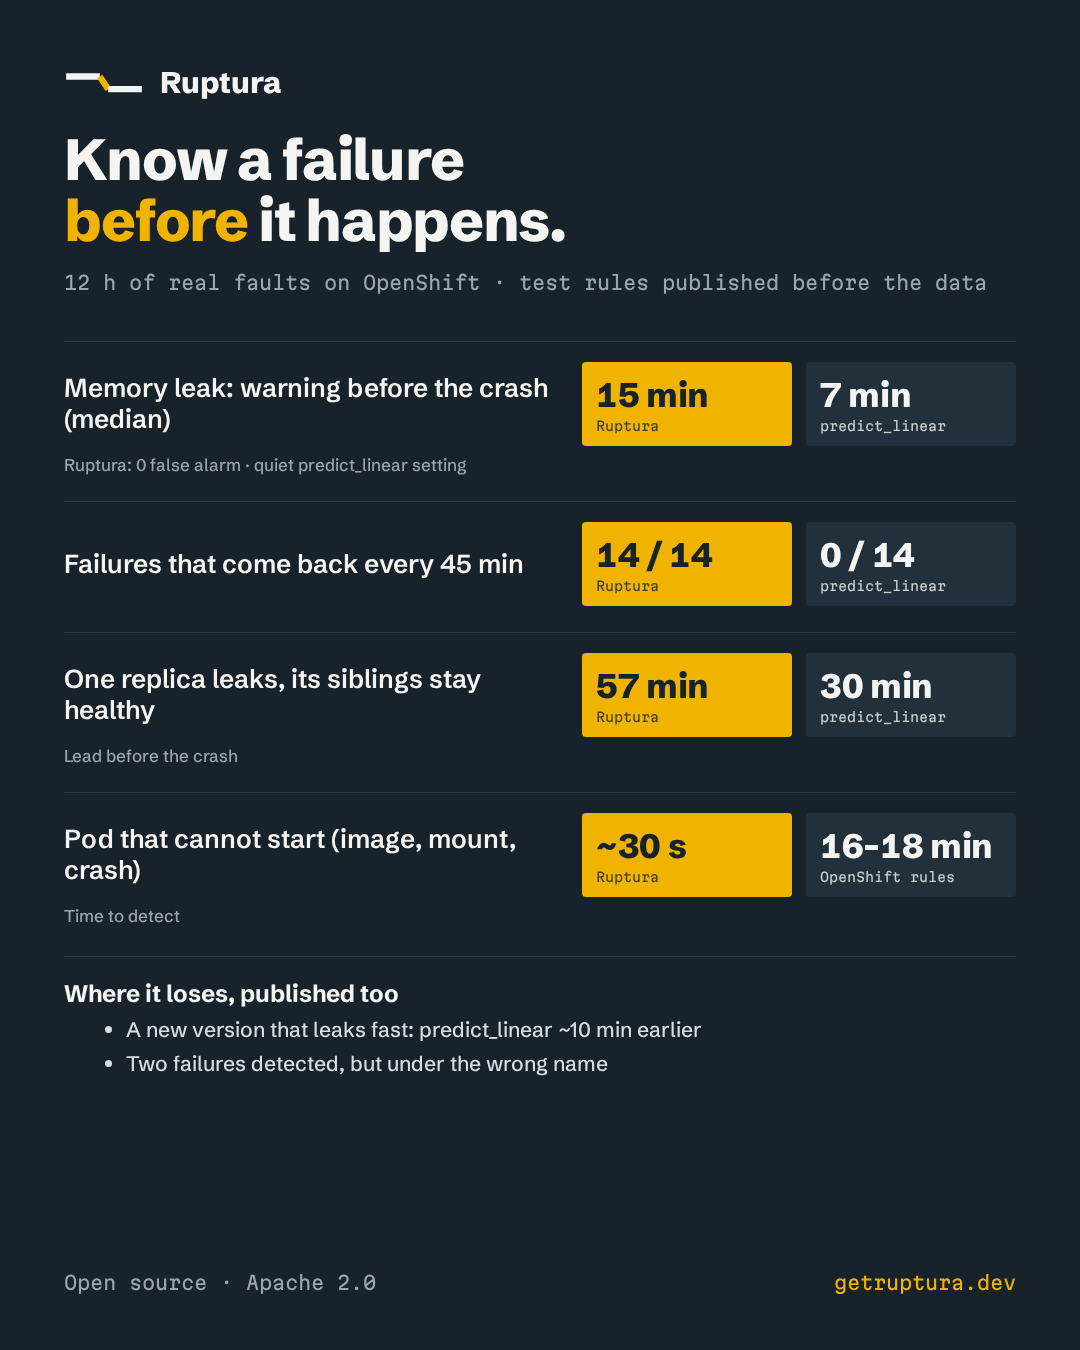 Ruptura
Know a failure
before it happens.
12 h of real faults on OpenShift · test rules published before the data
Memory leak: warning before the crash
(median)
Ruptura: 0 false alarm · quiet predict_linear setting
15 min
Ruptura
7 min
predict_linear
Failures that come back every 45 min
14 / 14
Ruptura
0 / 14
predict_linear
One replica leaks, its siblings stay
healthy
Lead before the crash
57 min
Ruptura
30 min
predict_linear
Pod that cannot start (image, mount,
crash)
Time to detect
~30 s
Ruptura
16–18 min
OpenShift rules
Where it loses, published too
• A new version that leaks fast: predict_linear ~10 min earlier
• Two failures detected, but under the wrong name
Open source · Apache 2.0
getruptura.dev